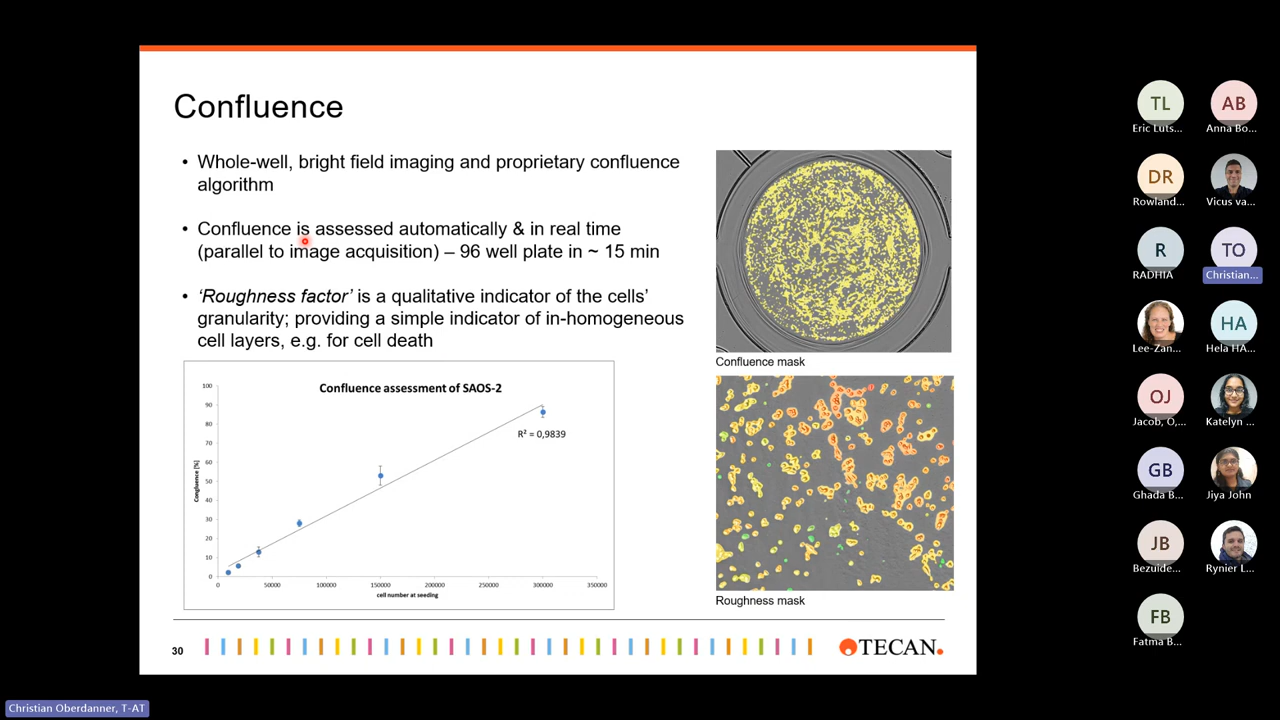 Confluence
• Whole-well, bright field imaging and proprietary confluence
algorithm
• Confluence is assessed automatically & in real time
(parallel to image acquisition) – 96 well plate in ~ 15 min
• ‘Roughness factor’ is a qualitative indicator of the cells’
granularity; providing a simple indicator of in-homogeneous
cell layers, e.g. for cell death
Confluence mask
Roughness mask
Confluence assessment of SAOS-2
R² = 0,9839
100
90
80
70
60
50
40
30
20
10
0
0 50000 100000 150000 200000 250000 300000 350000
cell number at seeding
30
TECAN.
TL
Eric Luts...
AB
Anna Bo...
DR
Rowland...
Vicus va...
R
RADHIA
TO
Christian...
Lee-Zan...
HA
Hela HA...
OJ
Jacob, O,...
Katelyn ...
GB
Ghada B...
Jiya John
JB
Bezuide...
Rynier L...
FB
Fatma B...
Christian Oberdanner, T-AT